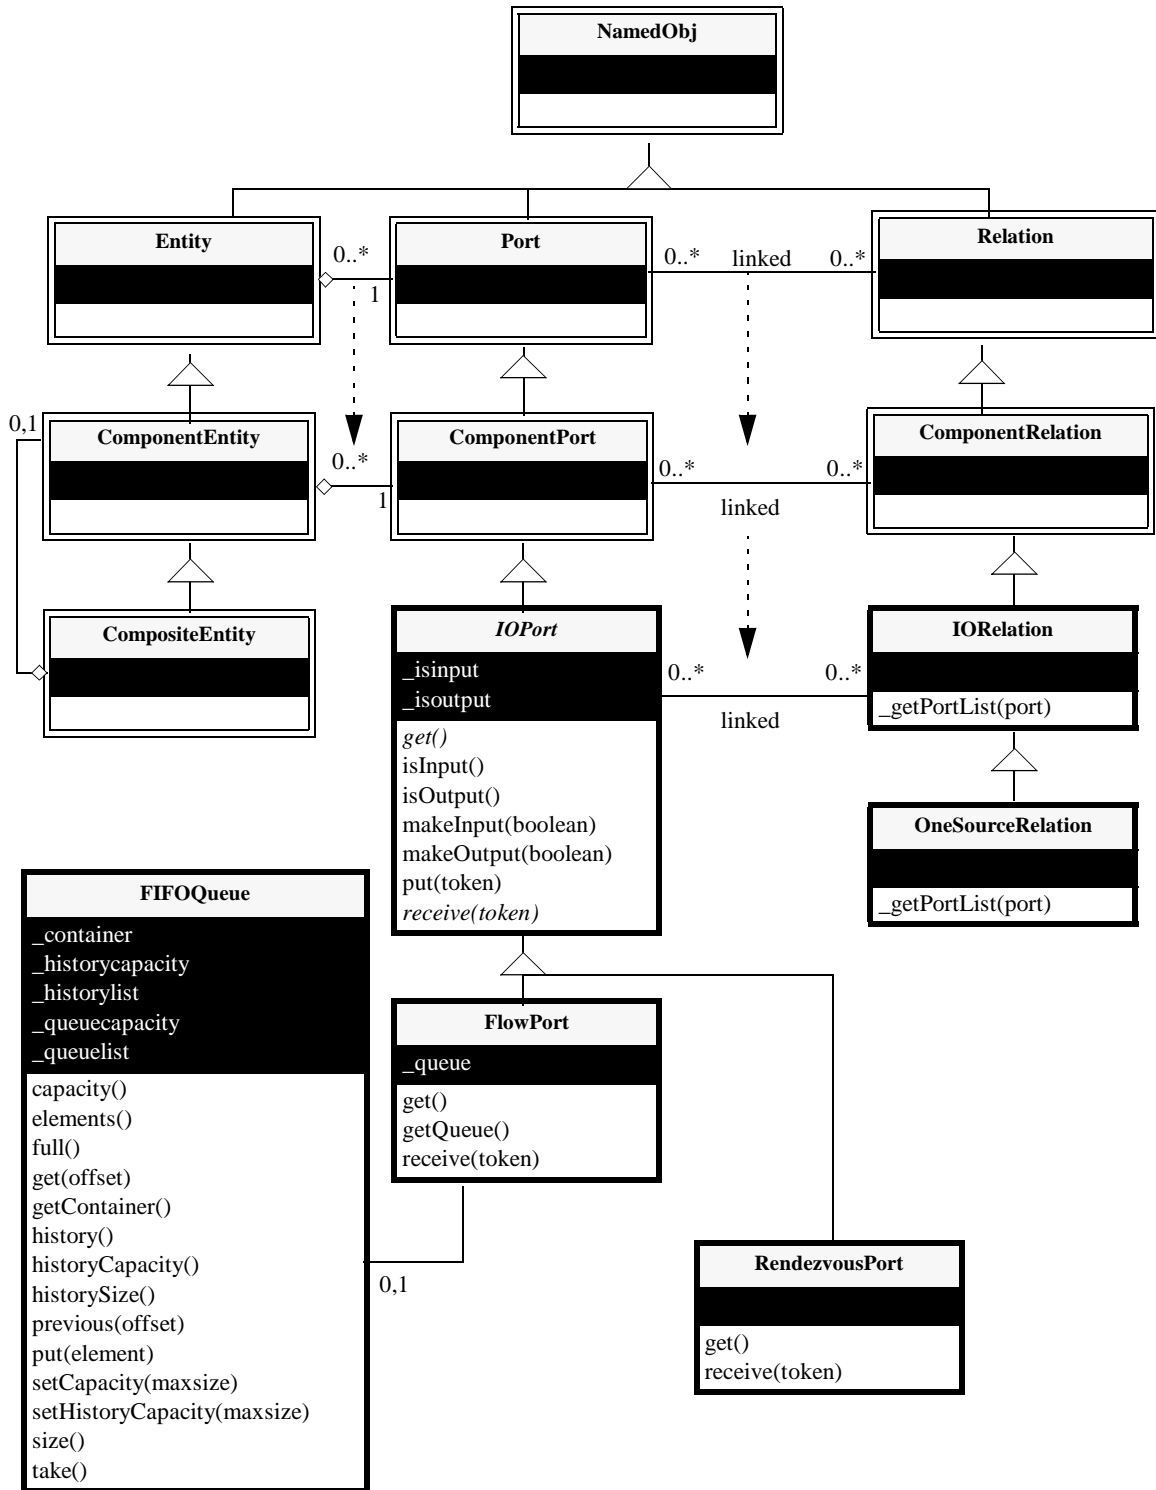 NamedObj
Entity
Port
Relation
0..*
1
0..*
linked
0..*
0,1
ComponentEntity
ComponentPort
ComponentRelation
0..*
1
0..*
linked
0..*
CompositeEntity
IOPort
_isinput
_isoutput
get()
isInput()
isOutput()
makeInput(boolean)
makeOutput(boolean)
put(token)
receive(token)
0..*
linked
0..*
IORelation
_getPortList(port)
OneSourceRelation
_getPortList(port)
FIFOQueue
_container
_historycapacity
_historylist
_queuecapacity
_queuelist
capacity()
elements()
full()
get(offset)
getContainer()
history()
historyCapacity()
historySize()
previous(offset)
put(element)
setCapacity(maxsize)
setHistoryCapacity(maxsize)
size()
take()
FlowPort
_queue
get()
getQueue()
receive(token)
0,1
RendezvousPort
get()
receive(token)